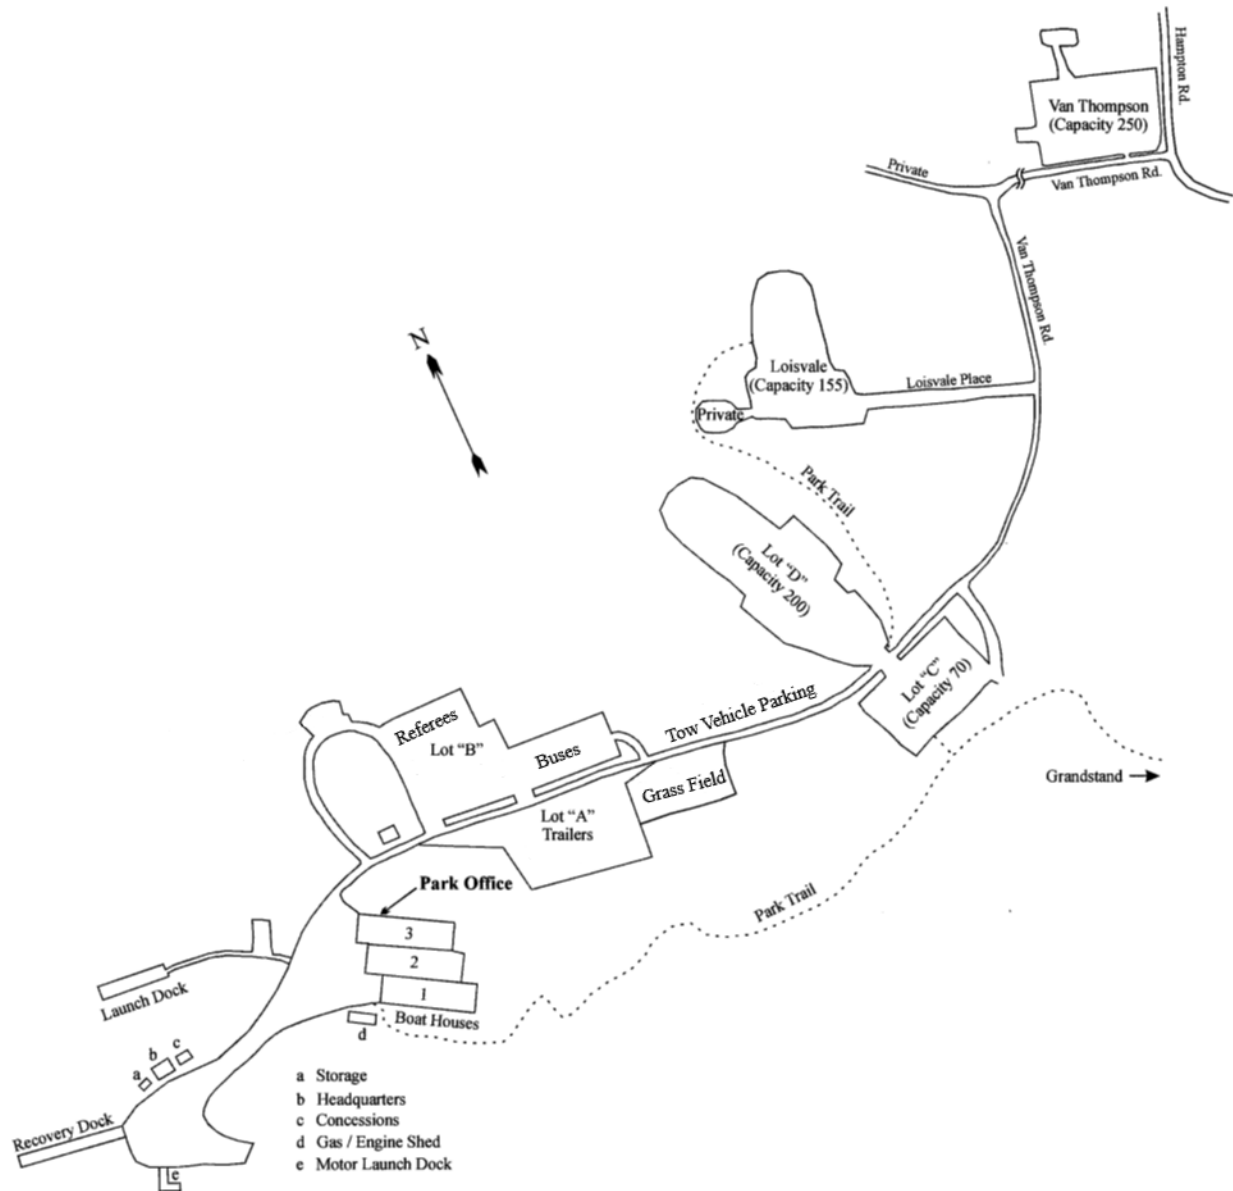 Hampton Rd.
Van Thompson
(Capacity 250)
Private
Van Thompson Rd.
Van Thompson Rd.
N
Loisvale
(Capacity 155)
Loisvale Place
Private
Park Trail
Lot "D"
(Capacity 200)
Lot "C"
(Capacity 70)
Tow Vehicle Parking
Referees
Lot "B"
Buses
Grass Field
Grandstand
Lot "A"
Trailers
Park Office
Park Trail
3
2
1
Boat Houses
d
Launch Dock
c
b
a
Recovery Dock
e
a Storage
b Headquarters
c Concessions
d Gas / Engine Shed
e Motor Launch Dock